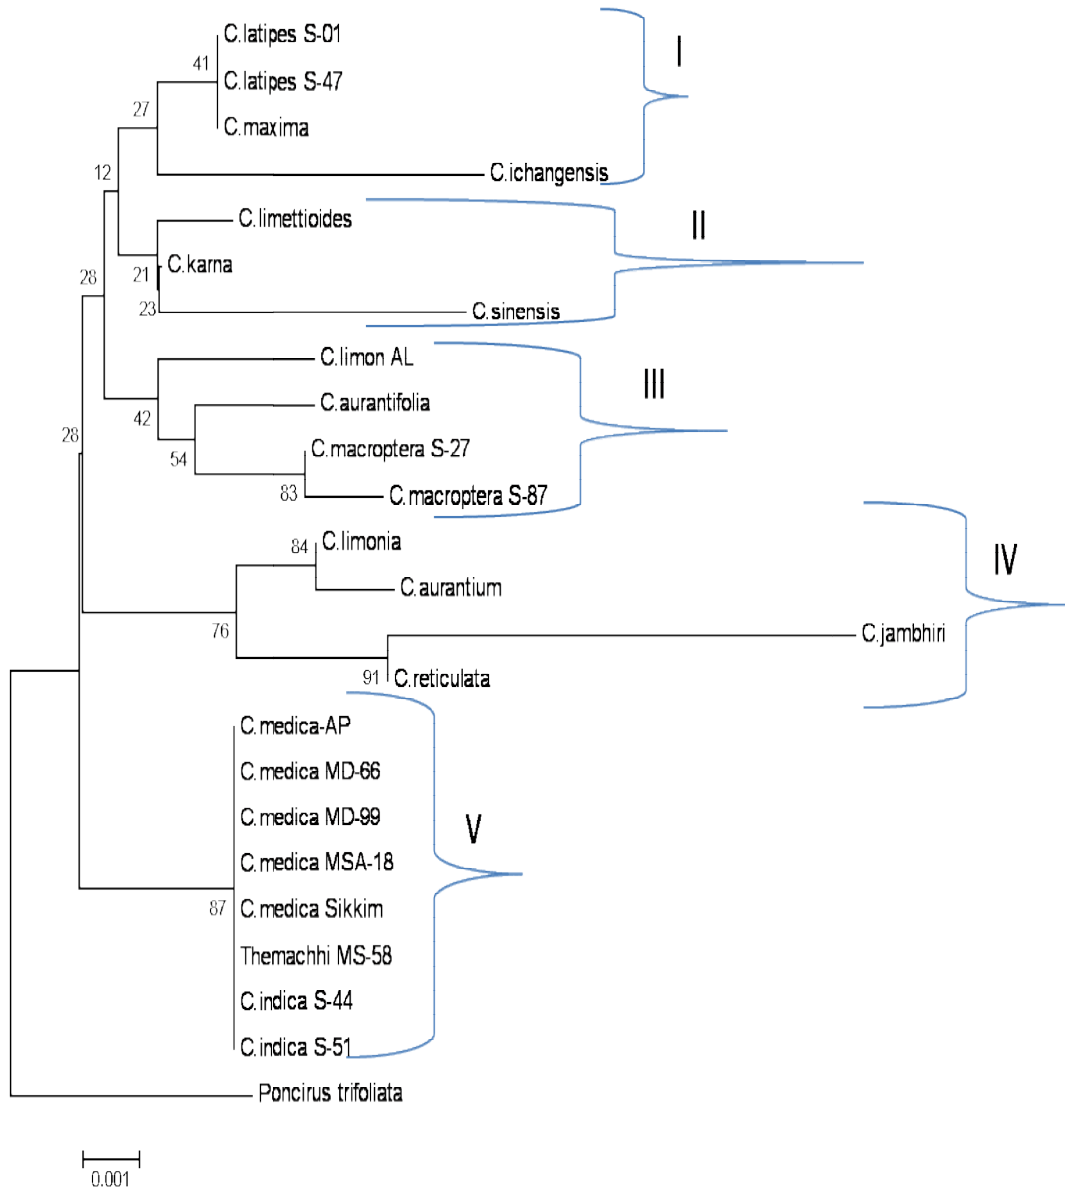 C.latipes S-01
I
41
C.latipes S-47
27
C.maxima
12
C.ichangensis
C.limettioides
II
C.karna
21
28
23
C.sinensis
C.limon AL
III
C.aurantifolia
42
28
C.macroptera S-27
54
83
C.macroptera S-87
C.limonia
84
IV
C.aurantium
76
C.jambhiri
91
C.reticulata
C.medica-AP
C.medica MD-66
C.medica MD-99
V
C.medica MSA-18
87
C.medica Sikkim
Themachhi MS-58
C.indica S-44
C.indica S-51
Poncirus trifoliata
0.001